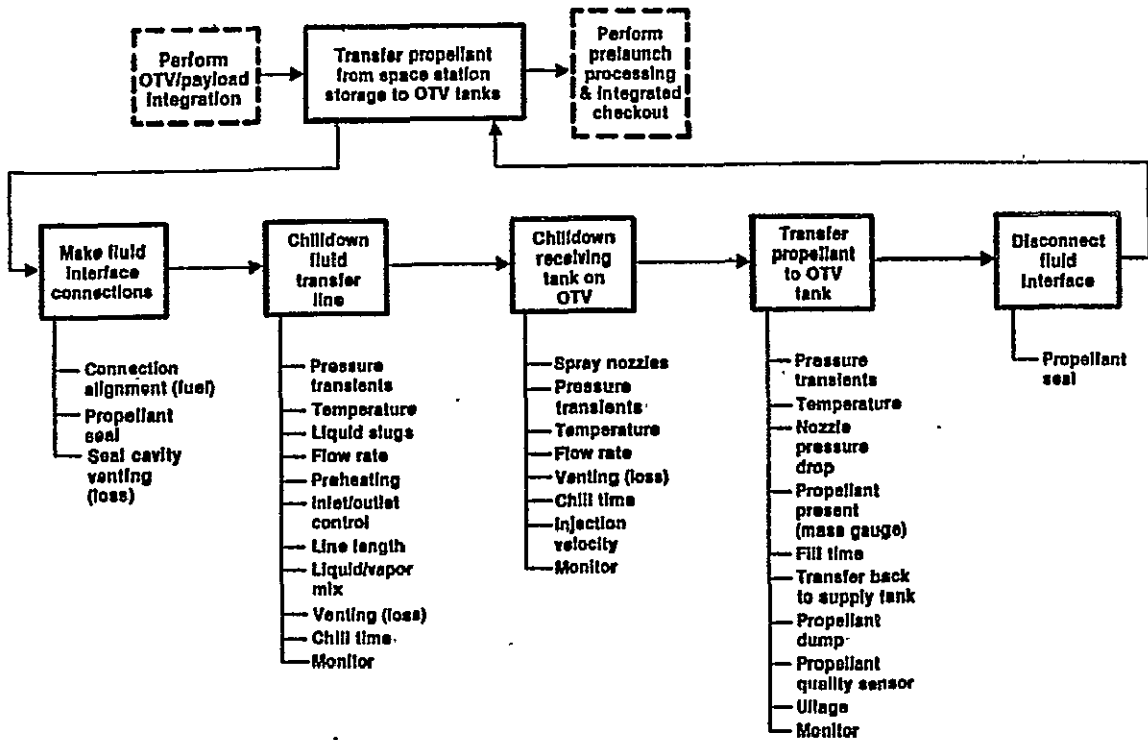 Perform
OTV/payload
integration
Transfer propellant
from space station
storage to OTV tanks
Perform
prelaunch
processing
& integrated
checkout
Make fluid
interface
connections
Chilldown
fluid
transfer
line
Chilldown
receiving
tank on
OTV
Transfer
propellant
to OTV
tank
Disconnect
fluid
interface
Connection
alignment (fuel)
Propellant
seal
Seal cavity
venting
(loss)
Pressure
transients
Temperature
Liquid slugs
Flow rate
Preheating
Inlet/outlet
control
Line length
Liquid/vapor
mix
Venting (loss)
Chill time
Monitor
Spray nozzles
Pressure
transients
Temperature
Flow rate
Venting (loss)
Chill time
Injection
velocity
Monitor
Pressure
transients
Temperature
Nozzle
pressure
drop
Propellant
present
(mass gauge)
Fill time
Transfer back
to supply tank
Propellant
dump
Propellant
quality sensor
Ullage
Monitor
Propellant
seal